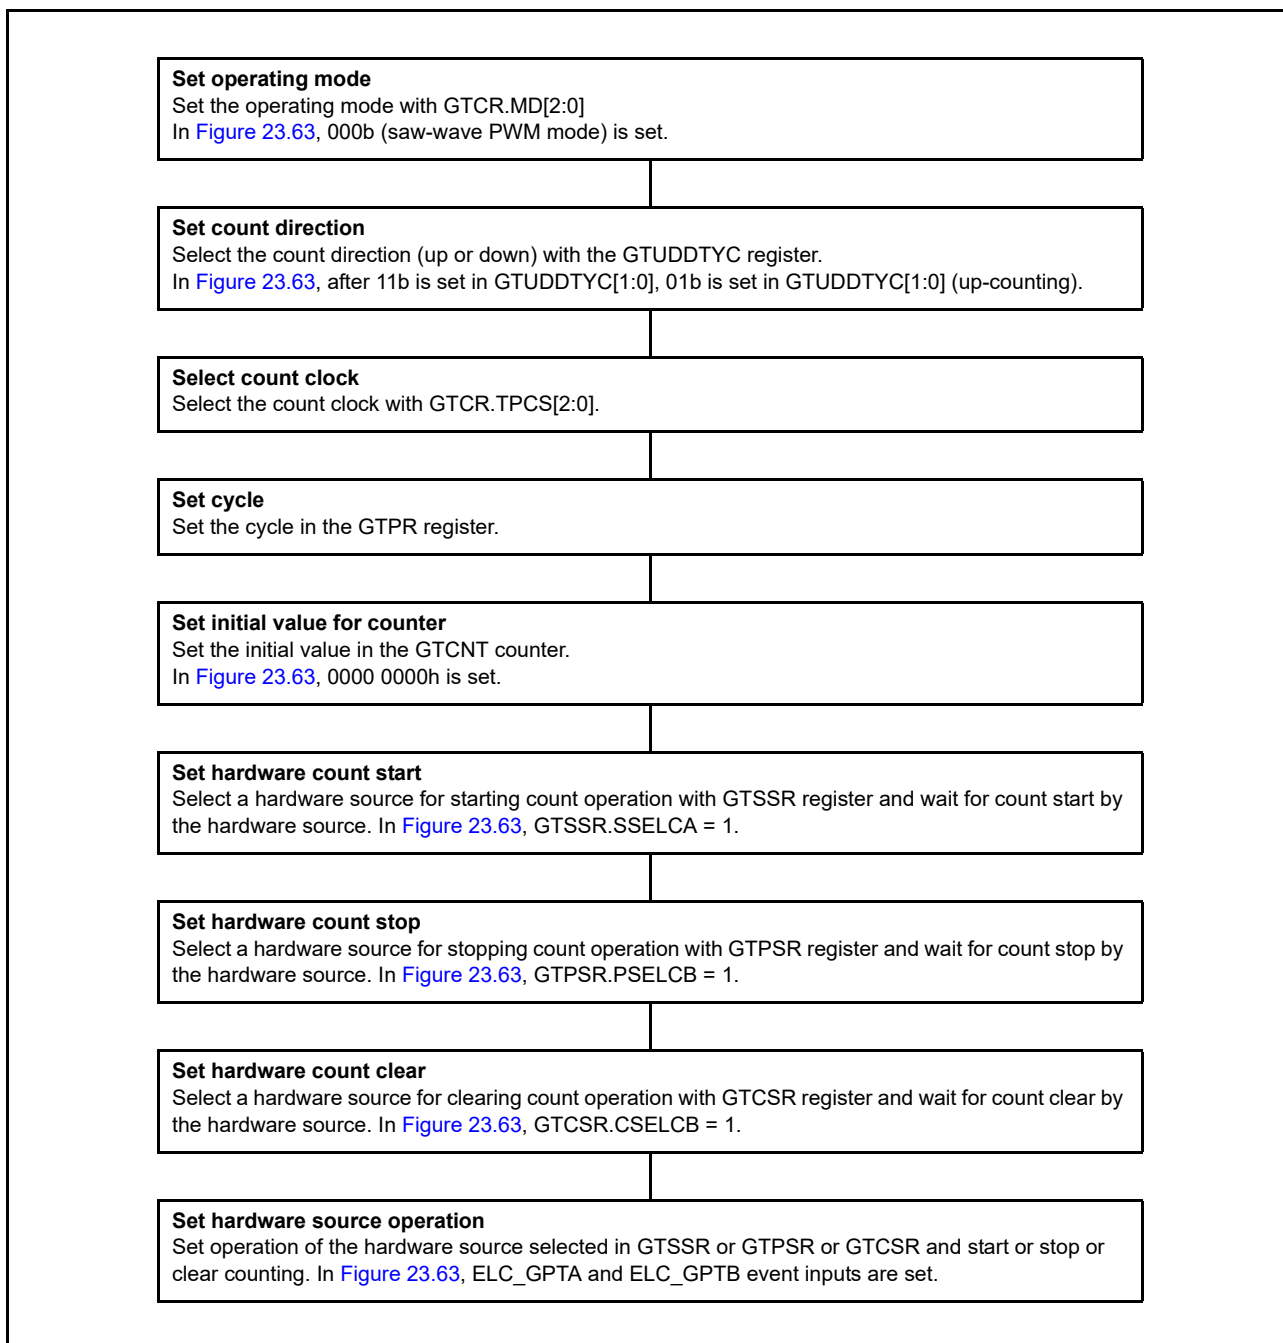 Set operating mode
Set the operating mode with GTCR.MD[2:0]
In Figure 23.63, 000b (saw-wave PWM mode) is set.
Set count direction
Select the count direction (up or down) with the GTUDDTYC register.
In Figure 23.63, after 11b is set in GTUDDTYC[1:0], 01b is set in GTUDDTYC[1:0] (up-counting).
Select count clock
Select the count clock with GTCR.TPCS[2:0].
Set cycle
Set the cycle in the GTPR register.
Set initial value for counter
Set the initial value in the GTCNT counter.
In Figure 23.63, 0000 0000h is set.
Set hardware count start
Select a hardware source for starting count operation with GTSSR register and wait for count start by
the hardware source. In Figure 23.63, GTSSR.SSELCA = 1.
Set hardware count stop
Select a hardware source for stopping count operation with GTPSR register and wait for count stop by
the hardware source. In Figure 23.63, GTPSR.PSELCB = 1.
Set hardware count clear
Select a hardware source for clearing count operation with GTCSR register and wait for count clear by
the hardware source. In Figure 23.63, GTCSR.CSELCB = 1.
Set hardware source operation
Set operation of the hardware source selected in GTSSR or GTPSR or GTCSR and start or stop or
clear counting. In Figure 23.63, ELC_GPTA and ELC_GPTB event inputs are set.